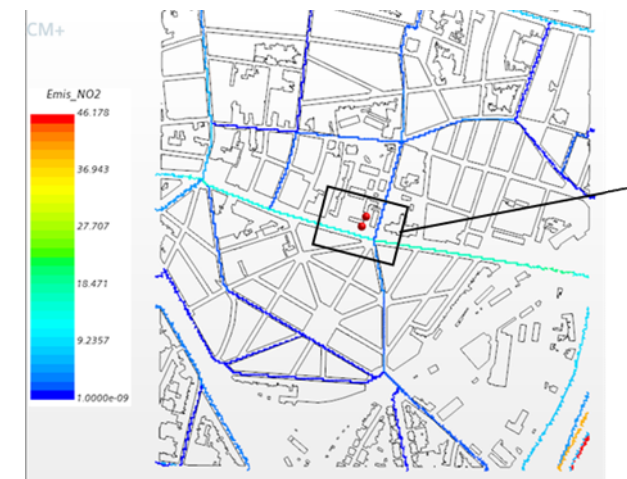 CM+
Emis_NO2
46.178
36.943
27.707
18.471
9.2357
1.0000e-09